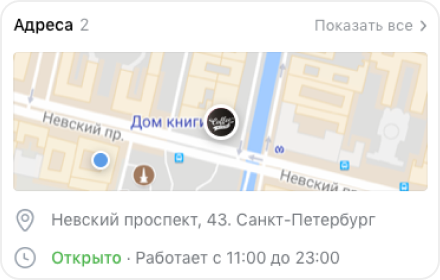 Адреса 2
Показать все
Дом книги
Coffee
Невский пр.
Невский пр.
Невский проспект, 43. Санкт-Петербург
Открыто · Работает с 11:00 до 23:00